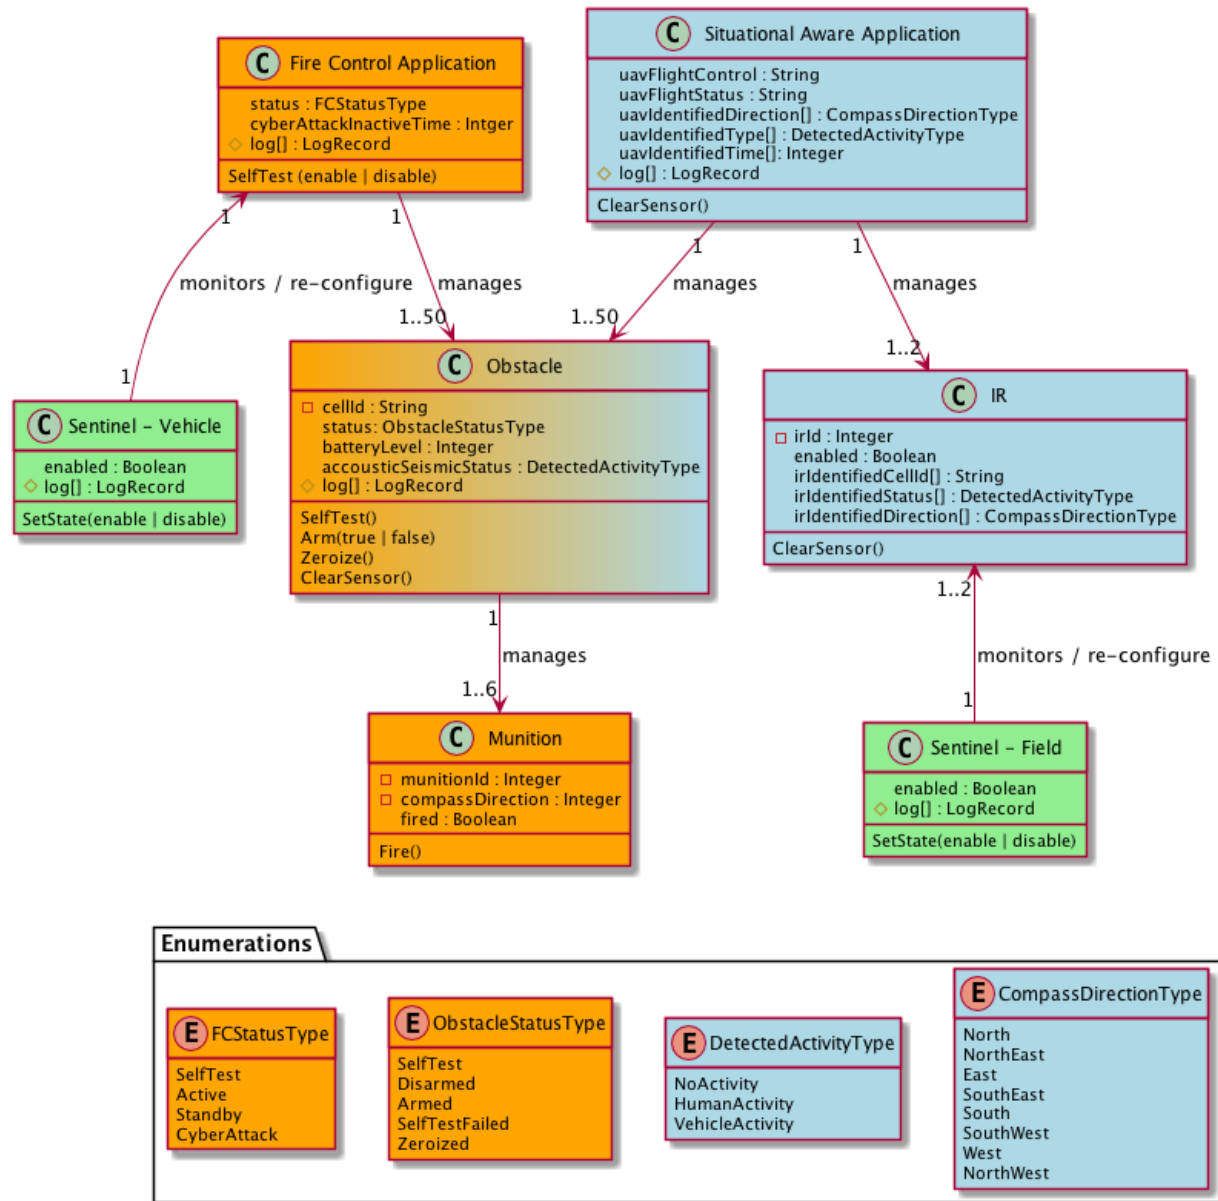 C Fire Control Application
status : FCStatusType
cyberAttackInactiveTime : Intger
log[] : LogRecord
SelfTest (enable | disable)
C Situational Aware Application
uavFlightControl : String
uavFlightStatus : String
uavIdentifiedDirection[] : CompassDirectionType
uavIdentifiedType[] : DetectedActivityType
uavIdentifiedTime[]: Integer
log[] : LogRecord
ClearSensor()
1
1
1
1
monitors / re-configure
manages
manages
manages
1..50
1..50
1..2
1
C Sentinel - Vehicle
enabled : Boolean
log[] : LogRecord
SetState(enable | disable)
C Obstacle
cellId : String
status: ObstacleStatusType
batteryLevel : Integer
accousticSeismicStatus : DetectedActivityType
log[] : LogRecord
SelfTest()
Arm(true | false)
Zeroize()
ClearSensor()
C IR
irId : Integer
enabled : Boolean
irIdentifiedCellId[] : String
irIdentifiedStatus[] : DetectedActivityType
irIdentifiedDirection[] : CompassDirectionType
ClearSensor()
1
manages
1..6
1..2
monitors / re-configure
1
C Munition
munitionId : Integer
compassDirection : Integer
fired : Boolean
Fire()
C Sentinel - Field
enabled : Boolean
log[] : LogRecord
SetState(enable | disable)
Enumerations
E FCStatusType
SelfTest
Active
Standby
CyberAttack
E ObstacleStatusType
SelfTest
Disarmed
Armed
SelfTestFailed
Zeroized
E DetectedActivityType
NoActivity
HumanActivity
VehicleActivity
E CompassDirectionType
North
NorthEast
East
SouthEast
South
SouthWest
West
NorthWest